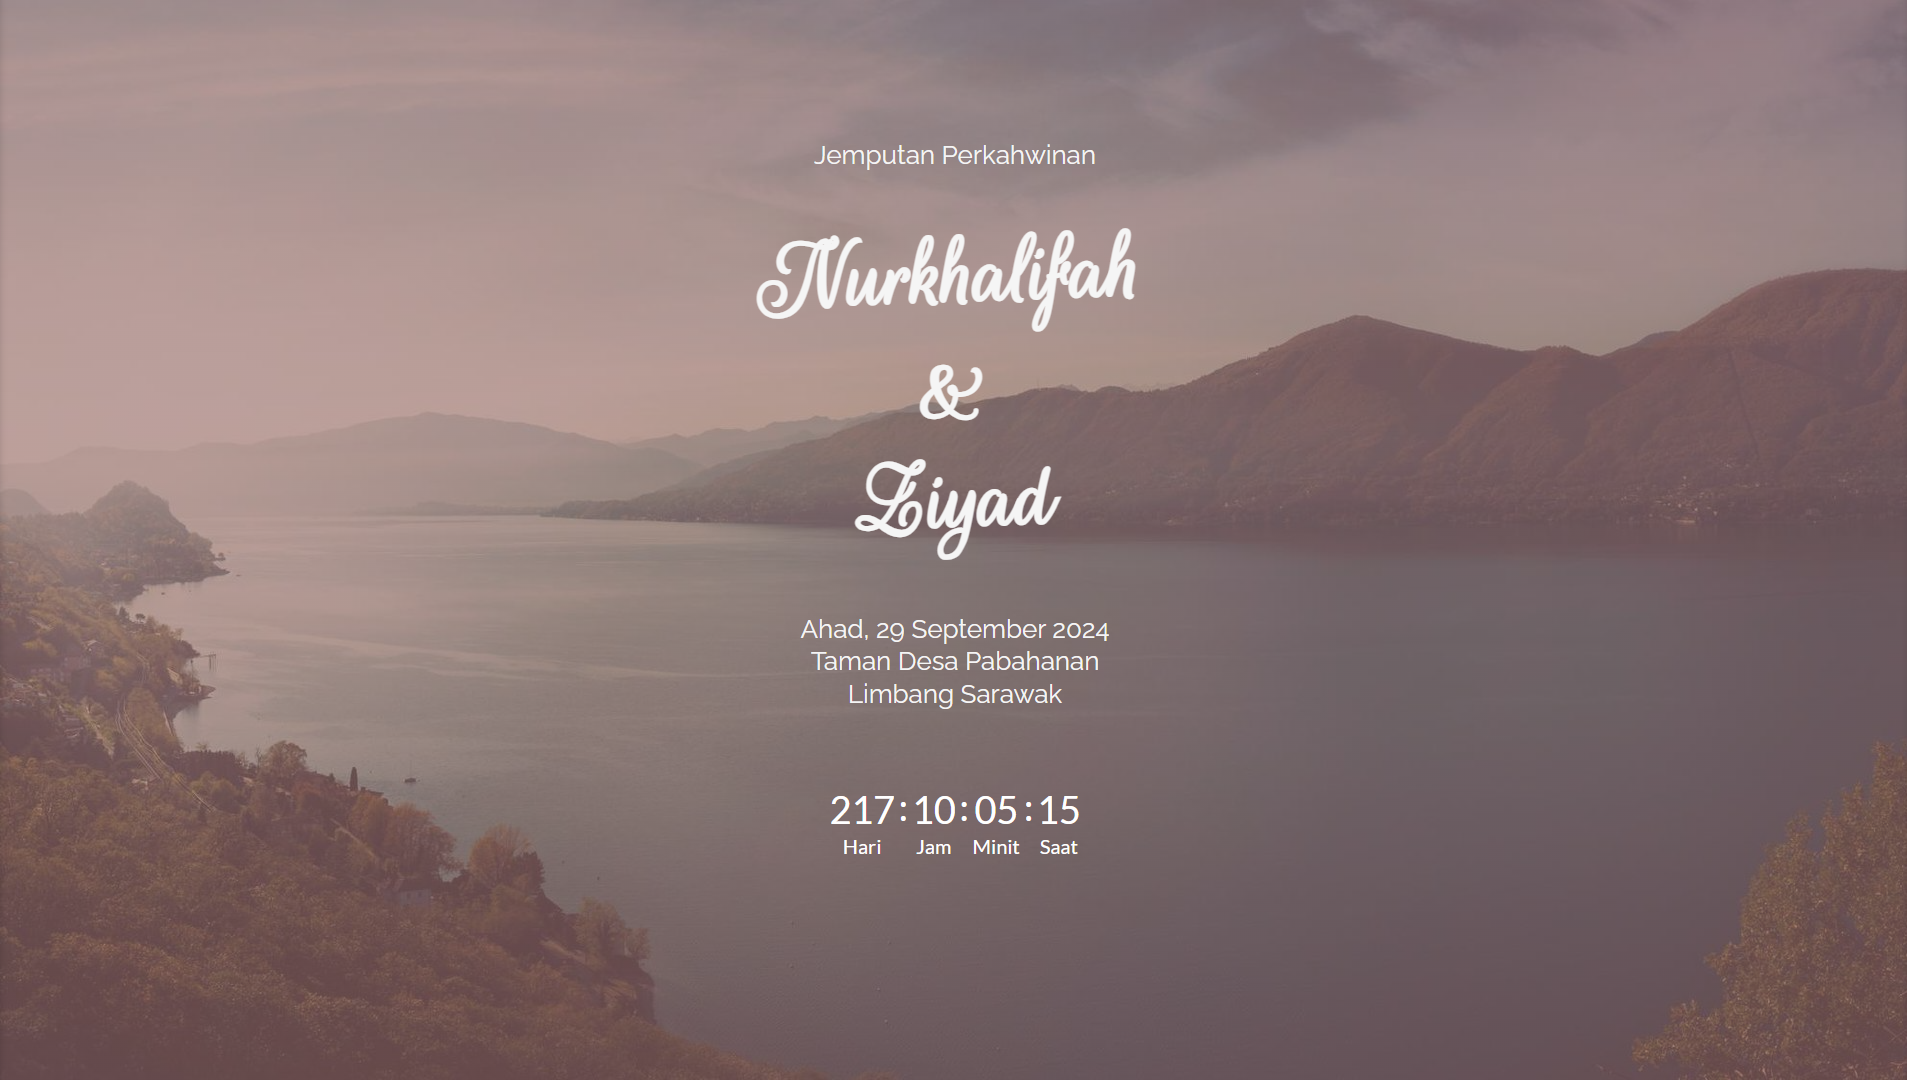 Jemputan Perkahwinan
Nurkhalifah
&
Ziyad
Ahad, 29 September 2024
Taman Desa Pabahanan
Limbang Sarawak
217 : 10 : 05 : 15
Hari Jam Minit Saat